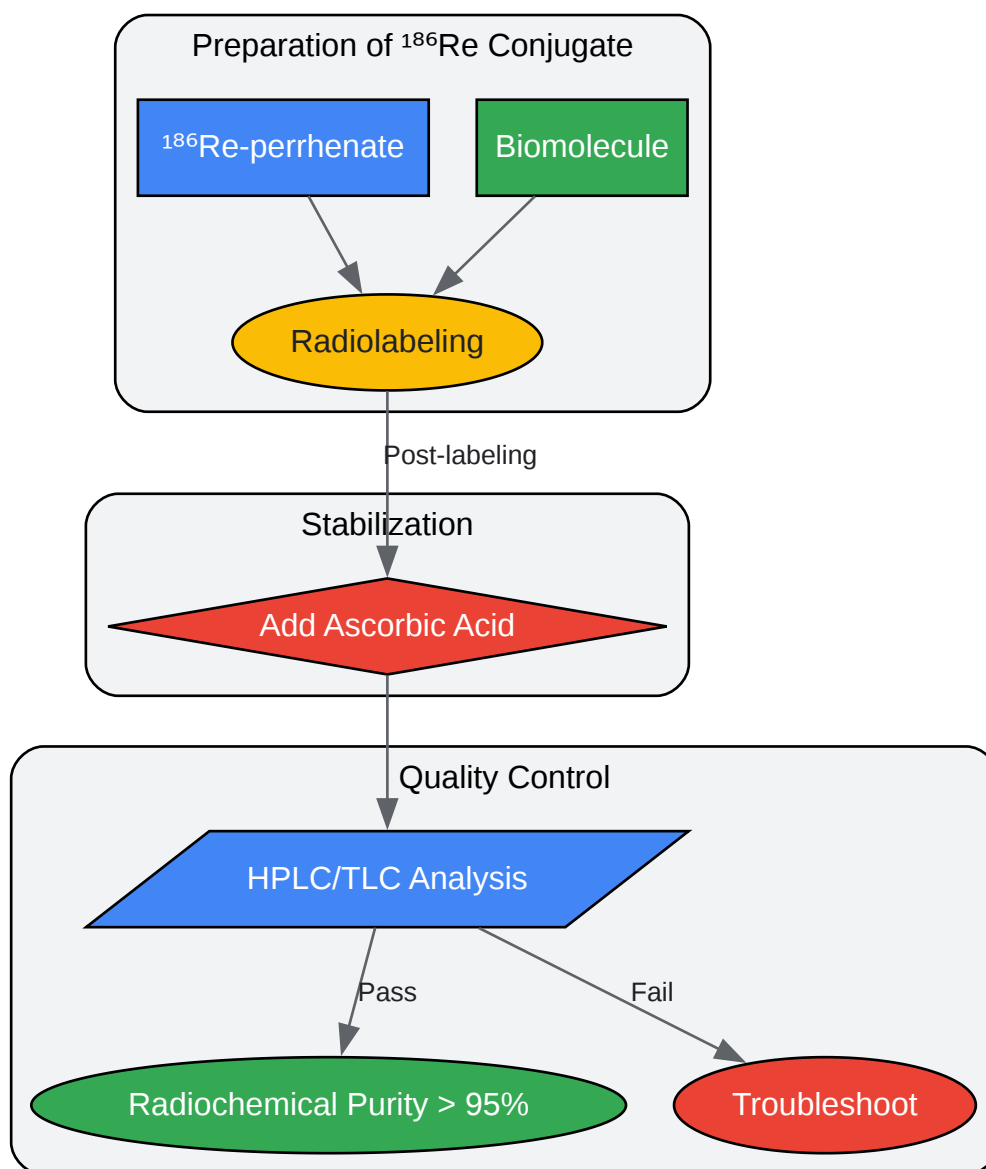 Preparation of ¹⁸⁶Re Conjugate
¹⁸⁶Re-perrhenate
Biomolecule
Radiolabeling
Post-labeling
Stabilization
Add Ascorbic Acid
Quality Control
HPLC/TLC Analysis
Pass
Fail
Radiochemical Purity > 95%
Troubleshoot